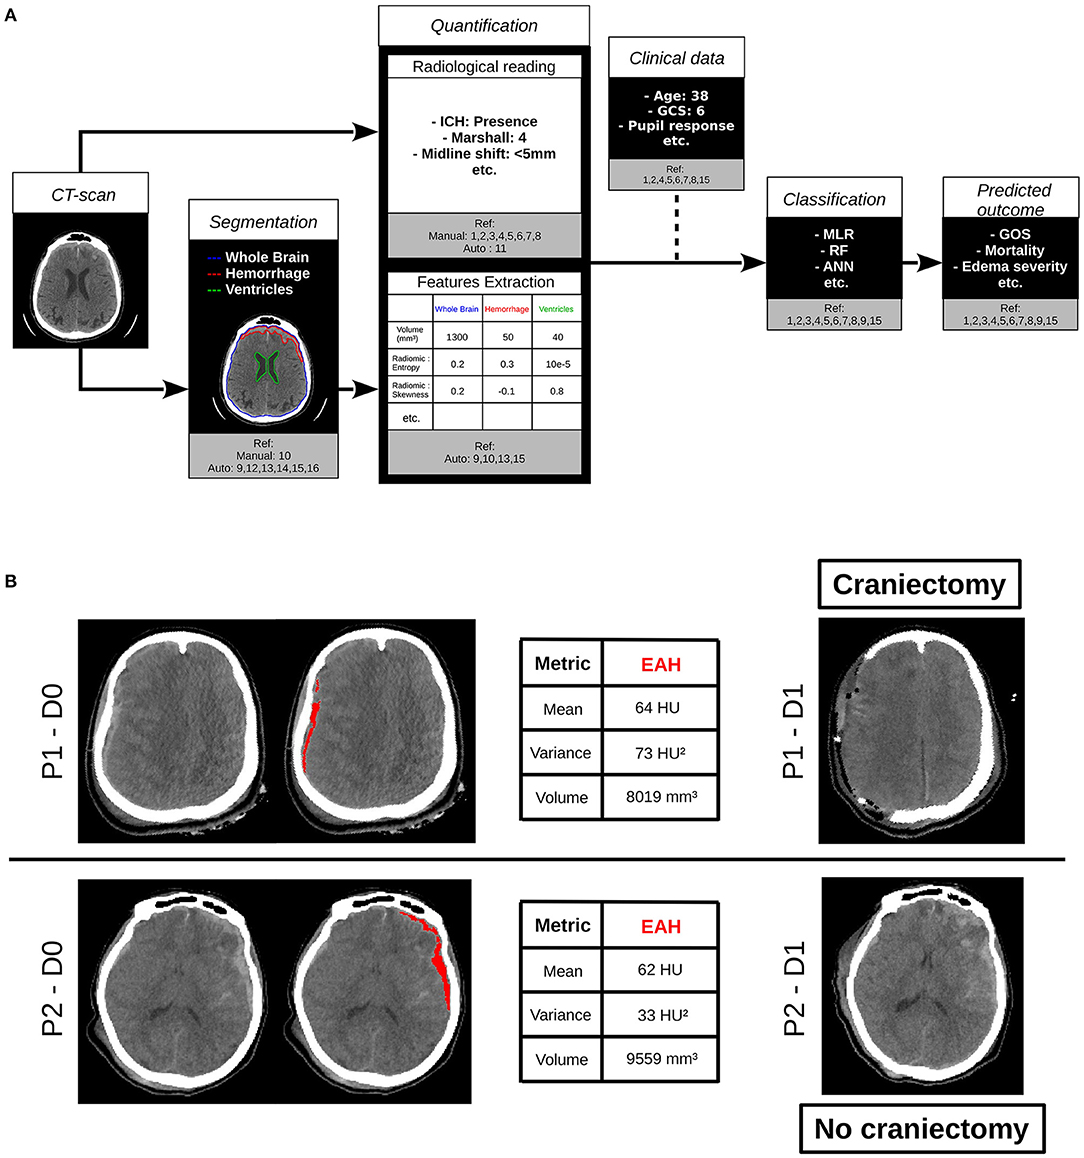 A
CT-scan
Segmentation
--- Whole Brain
--- Hemorrhage
--- Ventricles
Ref:
Manual: 10
Auto: 9,12,13,14,15,16
Quantification
Radiological reading
- ICH: Presence
- Marshall: 4
- Midline shift: <5mm
etc.
Ref:
Manual: 1,2,3,4,5,6,7,8
Auto : 11
Features Extraction
Whole Brain Hemorrhage Ventricles
Volume
(mm³) 1300 50 40
Radiomic :
Entropy 0.2 0.3 10e-5
Radiomic :
Skewness 0.2 -0.1 0.8
etc.
Ref:
Auto: 9,10,13,15
Clinical data
- Age: 38
- GCS: 6
- Pupil response
etc.
Ref:
1,2,4,5,6,7,8,15
Classification
- MLR
- RF
- ANN
etc.
Ref:
1,2,3,4,5,6,7,8,9,15
Predicted
outcome
- GOS
- Mortality
- Edema severity
etc.
Ref:
1,2,3,4,5,6,7,8,9,15
B
Craniectomy
P1 - D0
Metric EAH
Mean 64 HU
Variance 73 HU²
Volume 8019 mm³
P1 - D1
P2 - D0
Metric EAH
Mean 62 HU
Variance 33 HU²
Volume 9559 mm³
P2 - D1
No craniectomy